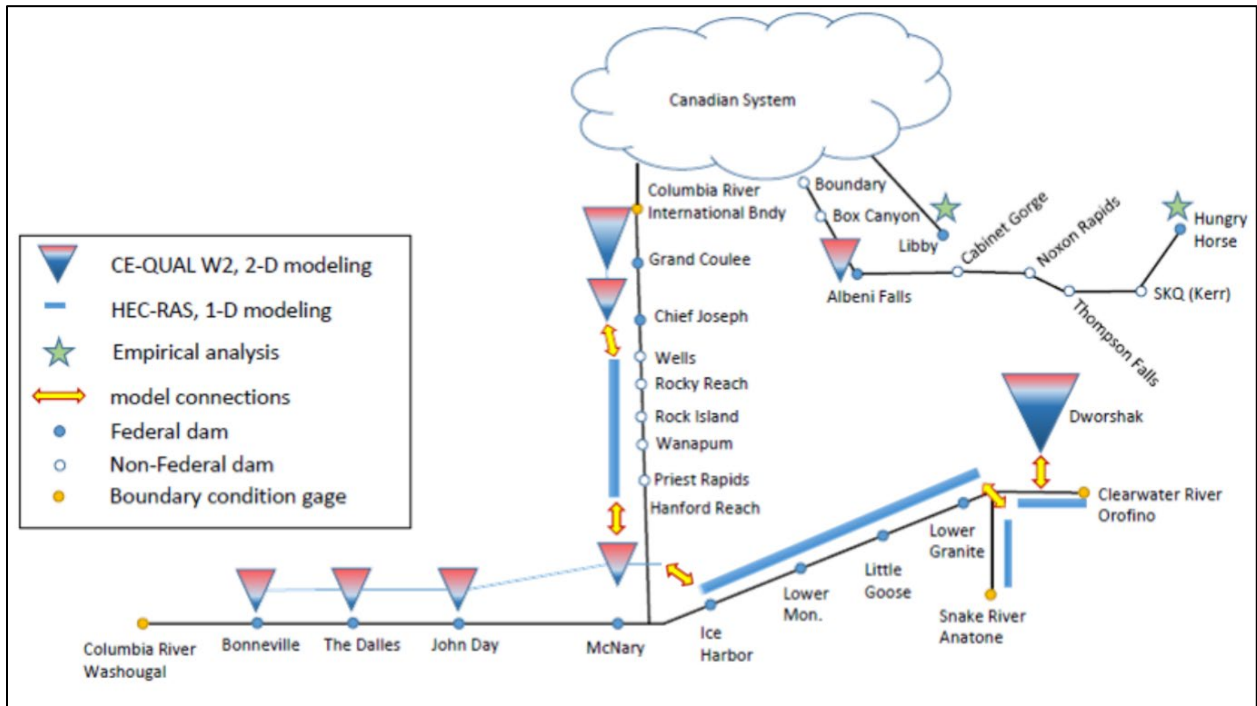 Canadian System
Columbia River
International Bndy
Grand Coulee
Chief Joseph
Wells
Rocky Reach
Rock Island
Wanapum
Priest Rapids
Hanford Reach
Boundary
Box Canyon
Albeni Falls
Libby
Cabinet Gorge
Noxon Rapids
Thompson Falls
SKQ (Kerr)
Hungry
Horse
CE-QUAL W2, 2-D modeling
HEC-RAS, 1-D modeling
Empirical analysis
model connections
Federal dam
Non-Federal dam
Boundary condition gage
Dworshak
Clearwater River
Orofino
Lower
Granite
Little
Goose
Lower
Mon.
Ice
Harbor
Snake River
Anatone
McNary
John Day
The Dalles
Bonneville
Columbia River
Washougal